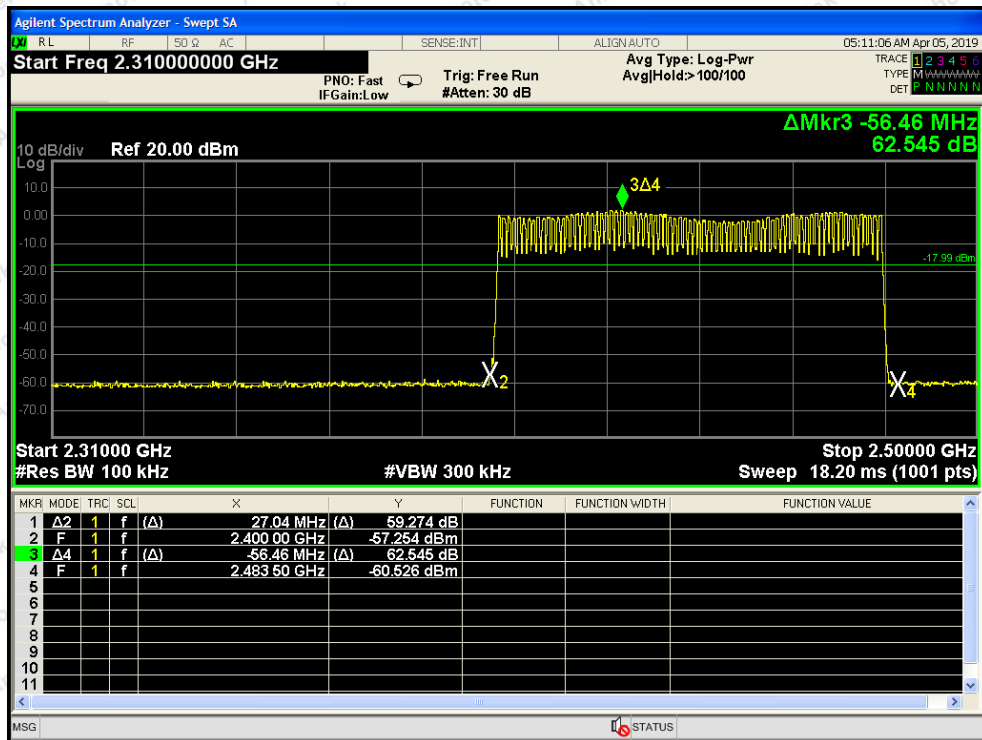 Agilent Spectrum Analyzer - Swept SA
LXI RL RF 50 Ω AC SENSE:INT ALIGN AUTO 05:11:06 AM Apr 05, 2019
Start Freq 2.310000000 GHz
PNO: Fast
IFGain:Low
Trig: Free Run
#Atten: 30 dB
Avg Type: Log-Pwr
Avg|Hold:> 100/100
TRACE 1 2 3 4 5 6
TYPE M WWWWW
DET P N N N N N
ΔMkr3 -56.46 MHz
62.545 dB
10 dB/div Ref 20.00 dBm
Log
10.0
3Δ4
0.00
-10.0
-17.99 dBm
-20.0
-30.0
-40.0
-50.0
-60.0
X2
X4
-70.0
Start 2.31000 GHz Stop 2.50000 GHz
#Res BW 100 kHz #VBW 300 kHz Sweep 18.20 ms (1001 pts)
MKR MODE TRC SCL X Y FUNCTION FUNCTION WIDTH FUNCTION VALUE
1 Δ2 1 f (Δ) 27.04 MHz (Δ) 59.274 dB
2 F 1 f 2.400 00 GHz -57.254 dBm
3 Δ4 1 f (Δ) -56.46 MHz (Δ) 62.545 dB
4 F 1 f 2.483 50 GHz -60.526 dBm
5
6
7
8
9
10
11
MSG STATUS